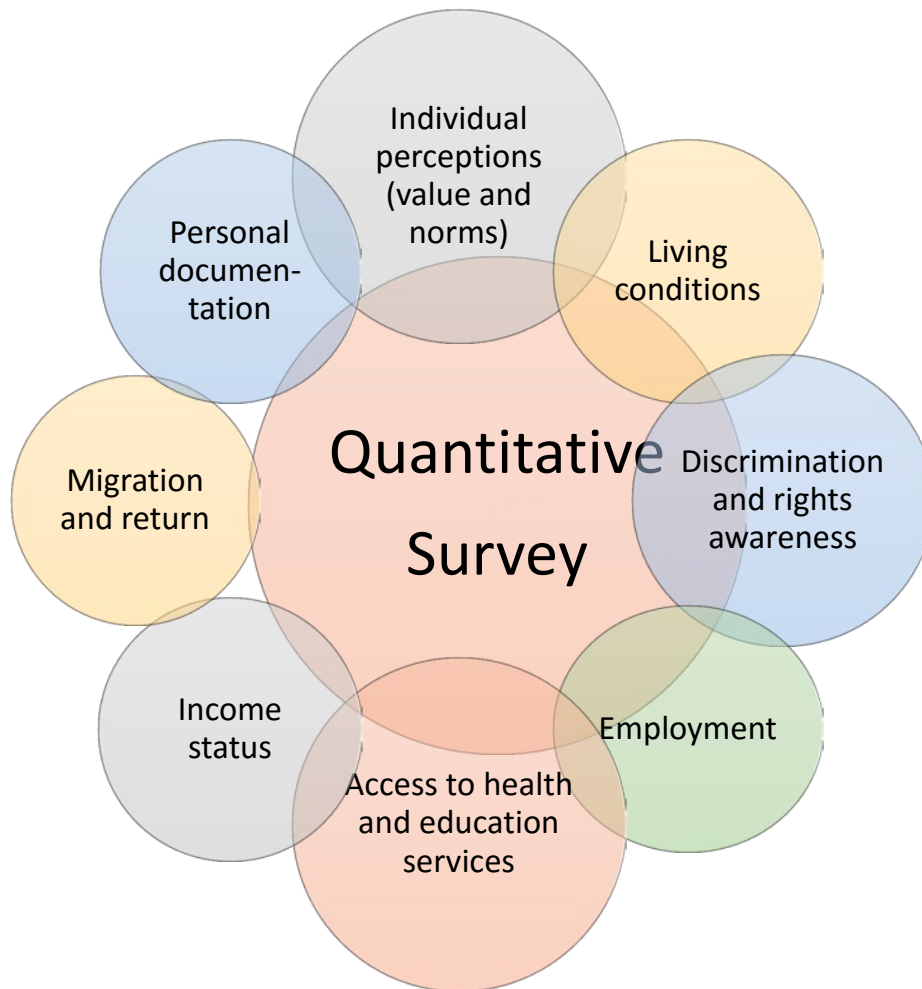 Individual
perceptions
(value and
norms)
Personal
documen-
tation
Living
conditions
Quantitative
Survey
Discrimination
and rights
awareness
Migration
and return
Income
status
Employment
Access to health
and education
services